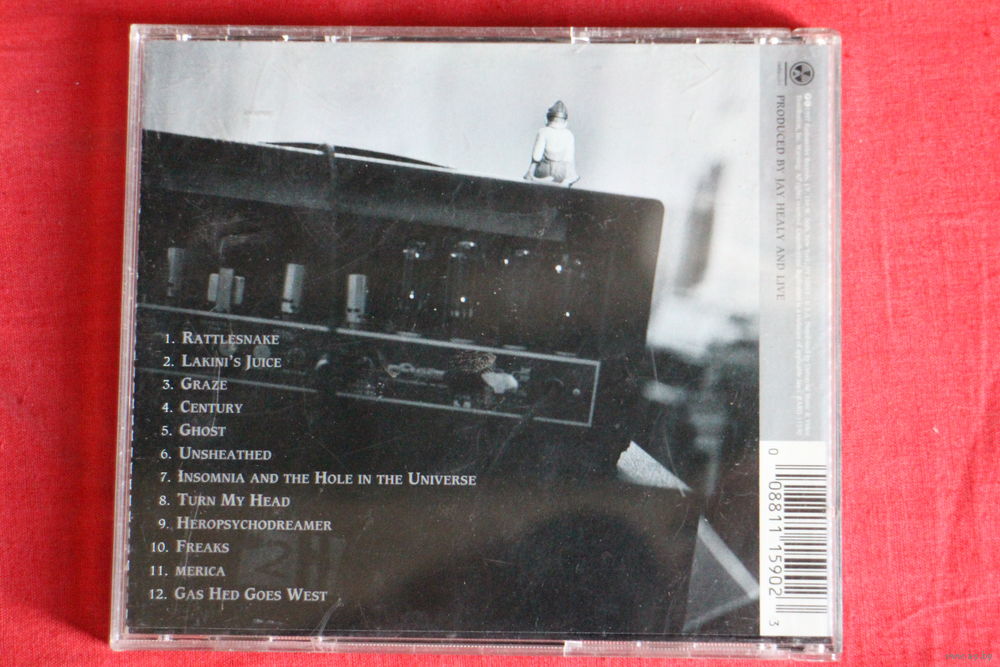 1. Rattlesnake
2. Lakini's Juice
3. Graze
4. Century
5. Ghost
6. Unsheathed
7. Insomnia and the Hole in the Universe
8. Turn My Head
9. Heropsychodreamer
10. Freaks
11. merica
12. Gas Hed Goes West
PRODUCED BY JAY HEALY AND LIVE
0 08811 15902 3